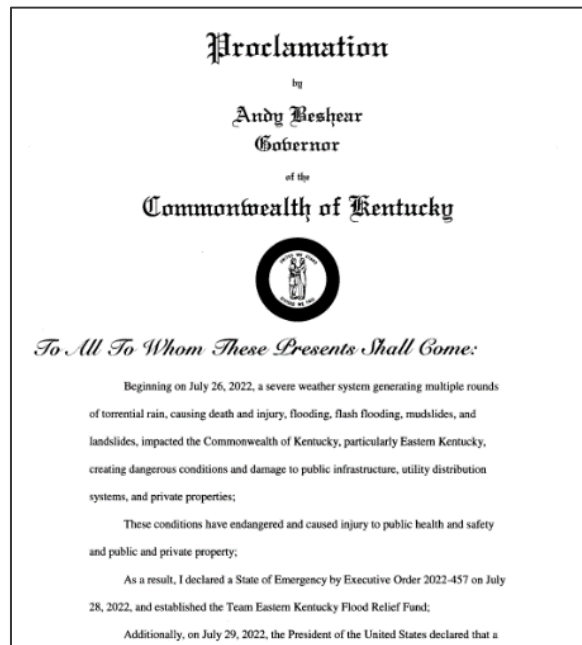 Proclamation
by
Andy Beshear
Governor
of the
Commonwealth of Kentucky
UNITED WE STAND
DIVIDED WE FALL
To All To Whom These Presents Shall Come:
Beginning on July 26, 2022, a severe weather system generating multiple rounds
of torrential rain, causing death and injury, flooding, flash flooding, mudslides, and
landslides, impacted the Commonwealth of Kentucky, particularly Eastern Kentucky,
creating dangerous conditions and damage to public infrastructure, utility distribution
systems, and private properties;
These conditions have endangered and caused injury to public health and safety
and public and private property;
As a result, I declared a State of Emergency by Executive Order 2022-457 on July
28, 2022, and established the Team Eastern Kentucky Flood Relief Fund;
Additionally, on July 29, 2022, the President of the United States declared that a